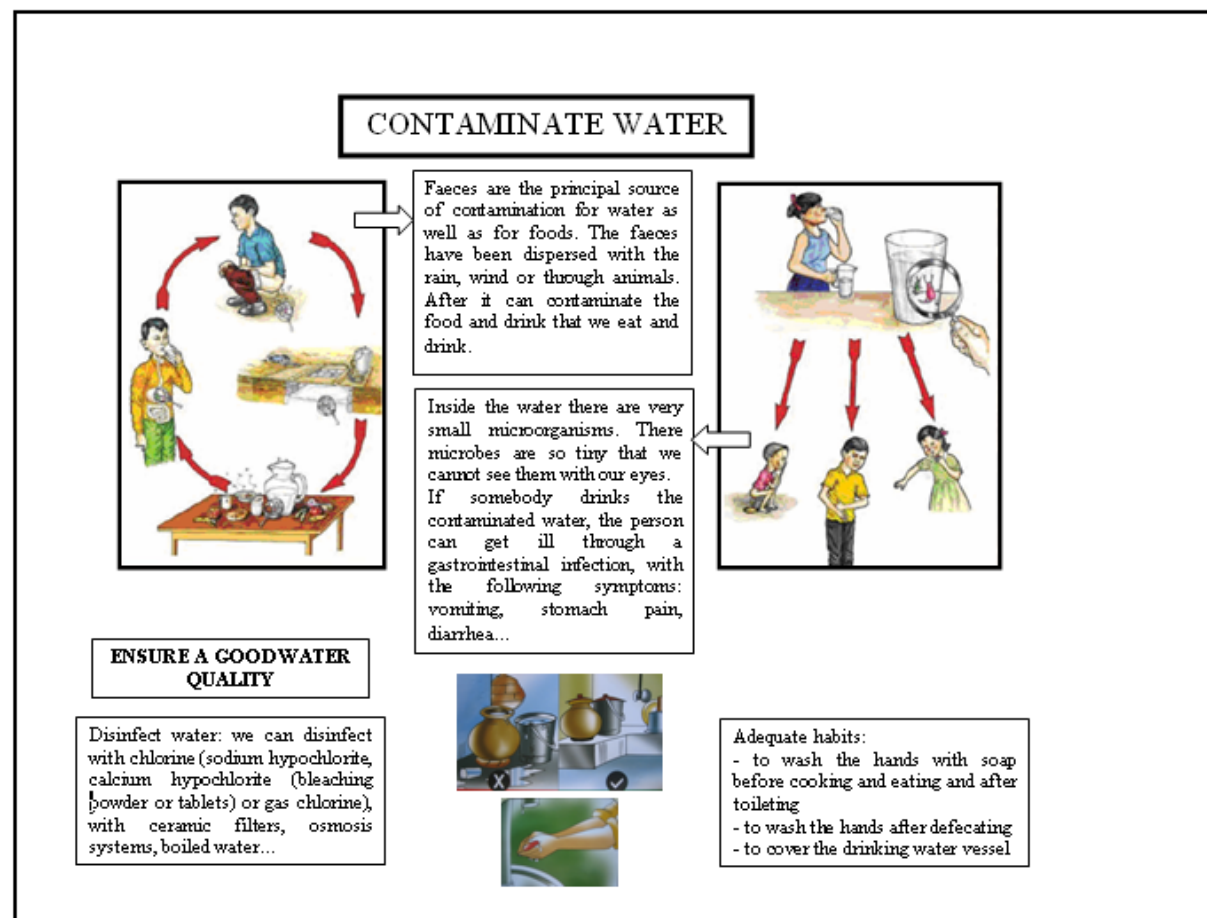 CONTAMINATE WATER
Faeces are the principal source
of contamination for water as
well as for foods. The faeces
have been dispersed with the
rain, wind or through animals.
After it can contaminate the
food and drink that we eat and
drink.
Inside the water there are very
small microorganisms. There
microbes are so tiny that we
cannot see them with our eyes.
If somebody drinks the
contaminated water, the person
can get ill through a
gastrointestinal infection, with
the following symptoms:
vomiting, stomach pain,
diarrhea...
ENSURE A GOOD WATER
QUALITY
Disinfect water: we can disinfect
with chlorine (sodium hypochlorite,
calcium hypochlorite (bleaching
powder or tablets) or gas chlorine),
with ceramic filters, osmosis
systems, boiled water...
Adequate habits:
- to wash the hands with soap
before cooking and eating and after
toileting
- to wash the hands after defecating
- to cover the drinking water vessel